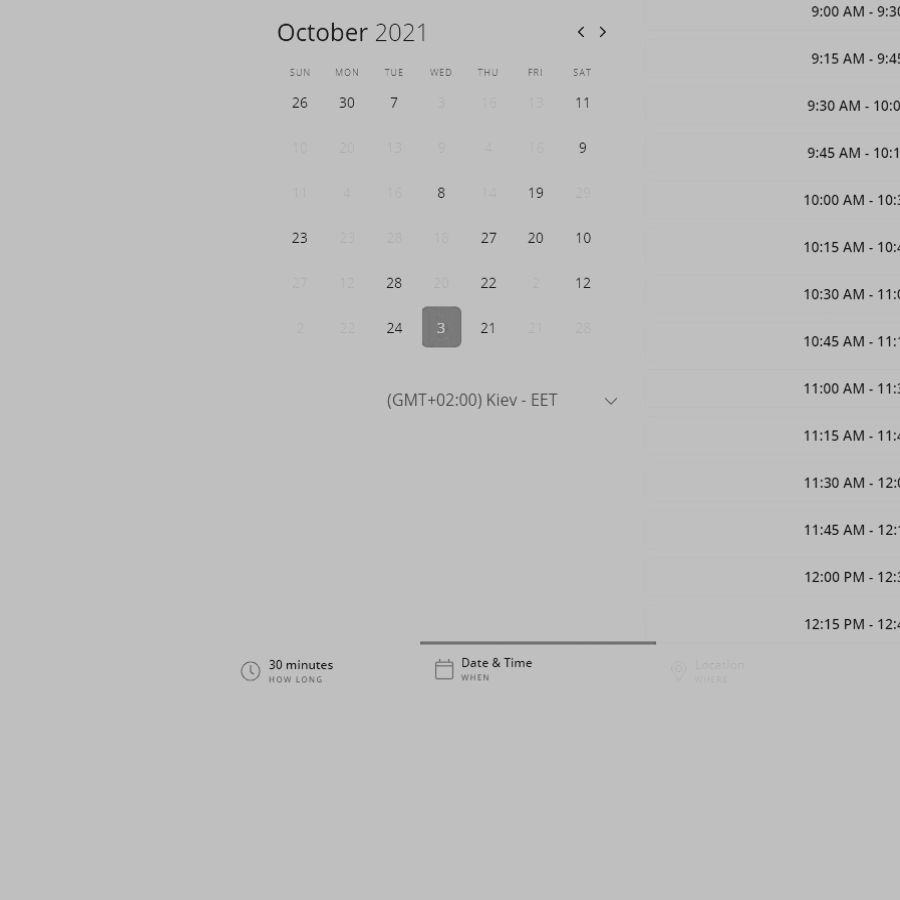 October 2021
SUN MON TUE WED THU FRI SAT
26 30 7 3 16 13 11
10 20 13 9 4 16 9
11 4 16 8 14 19 29
23 23 28 18 27 20 10
27 12 28 20 22 2 12
2 22 24 3 21 21 28
(GMT+02:00) Kiev - EET
9:00 AM - 9:30
9:15 AM - 9:45
9:30 AM - 10:0
9:45 AM - 10:1
10:00 AM - 10:3
10:15 AM - 10:4
10:30 AM - 11:0
10:45 AM - 11:1
11:00 AM - 11:3
11:15 AM - 11:4
11:30 AM - 12:0
11:45 AM - 12:1
12:00 PM - 12:3
12:15 PM - 12:4
30 minutes
HOW LONG
Date & Time
WHEN
Location
WHERE